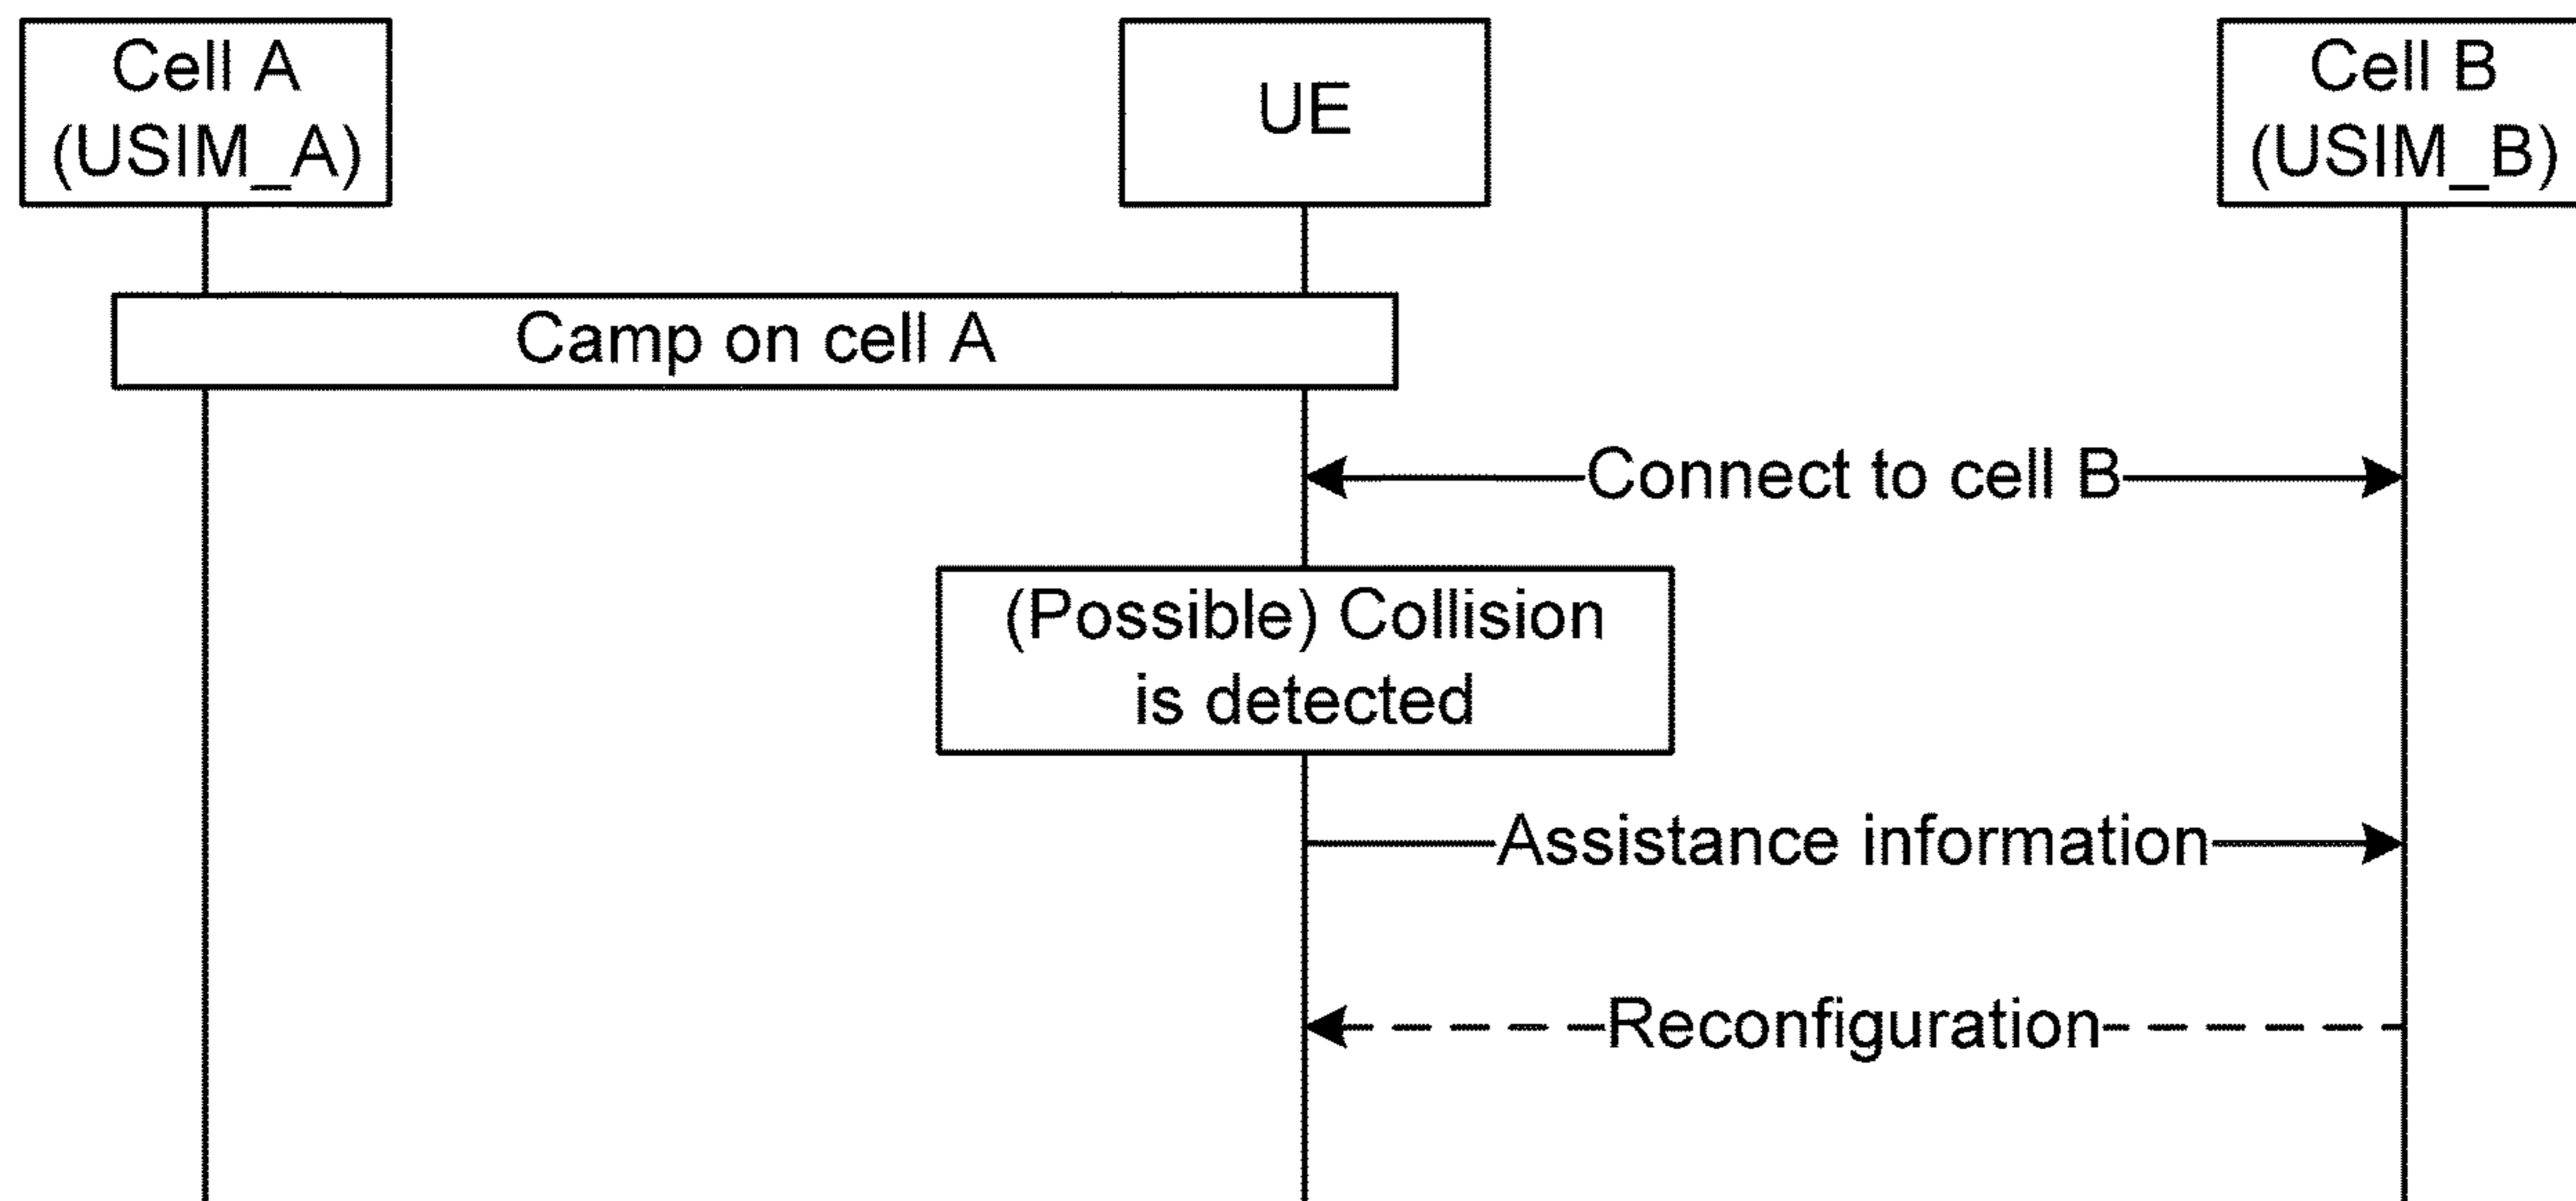 Cell A
(USIM_A)
UE
Cell B
(USIM_B)
Camp on cell A
Connect to cell B
(Possible) Collision
is detected
Assistance information
Reconfiguration